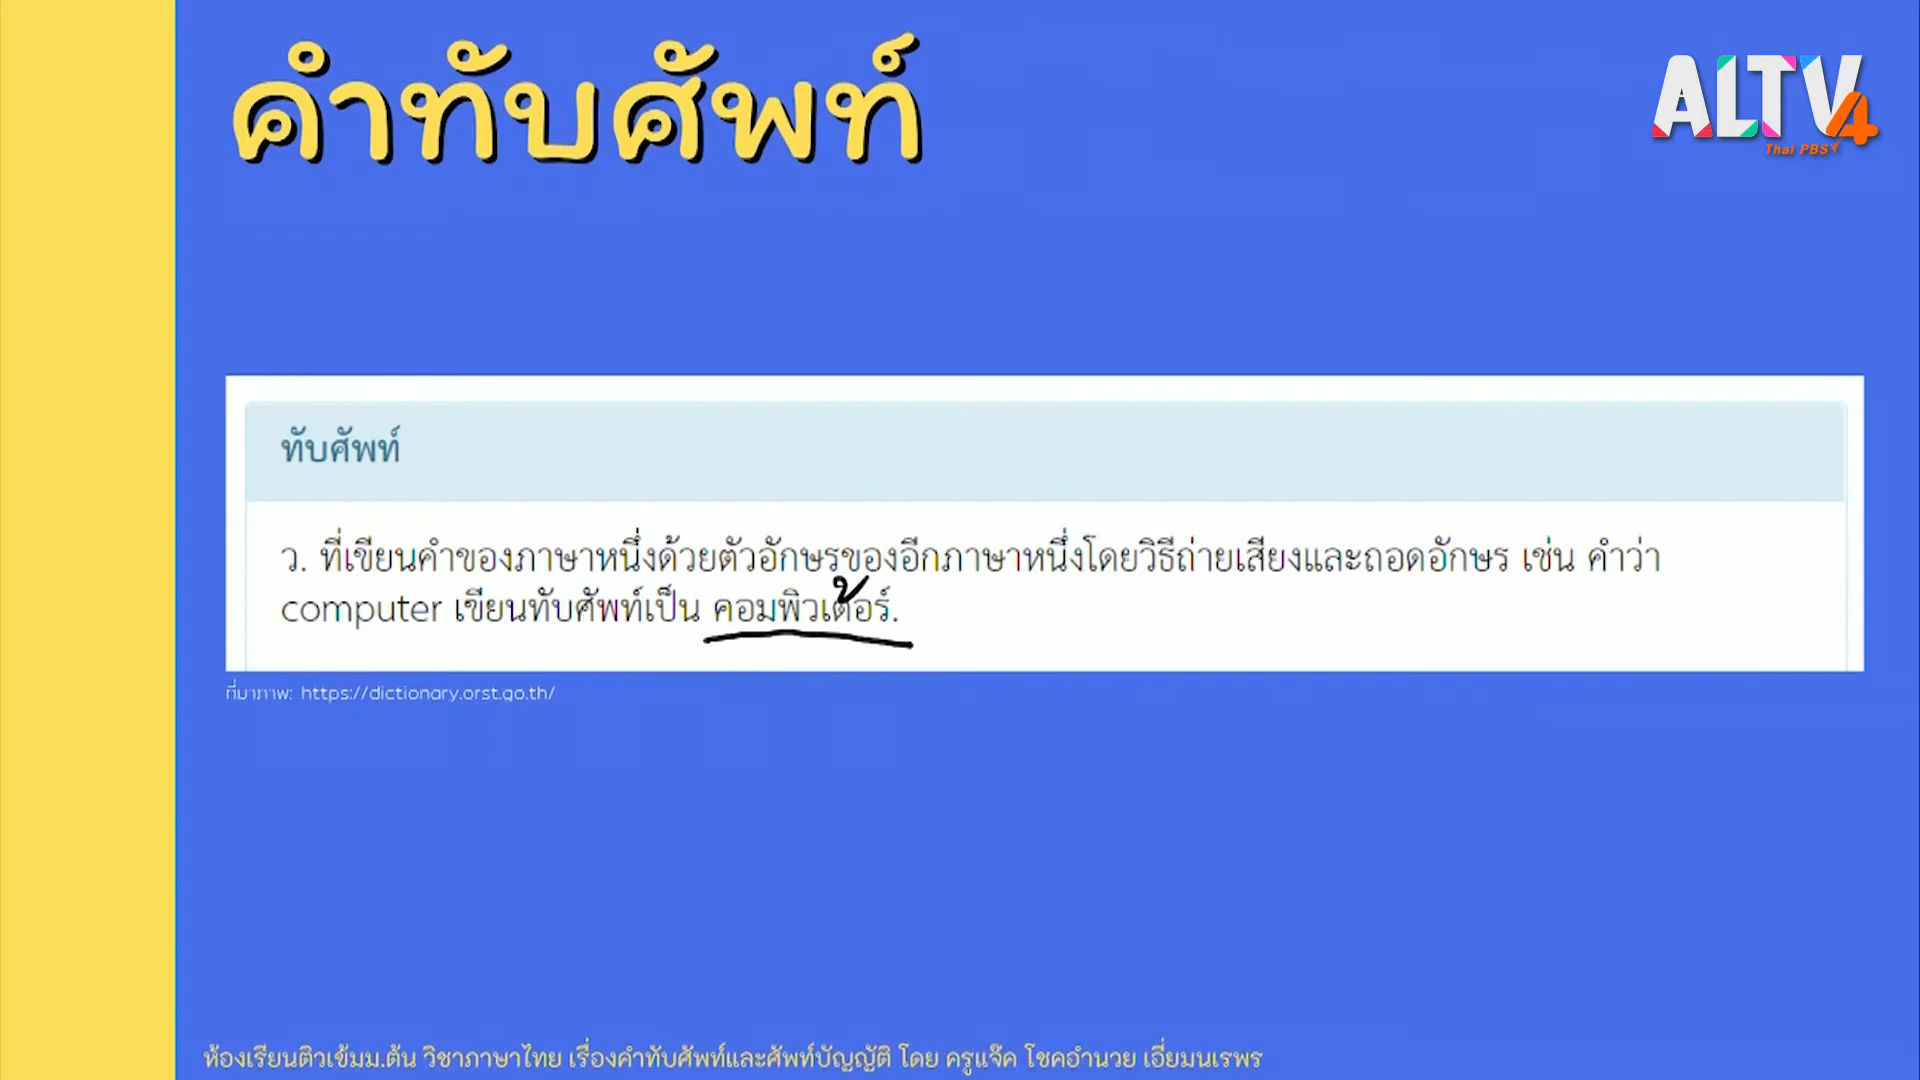 คำทับศัพท์
ALTV4
Thai PBS
ทับศัพท์
ว. ที่เขียนคำของภาษาหนึ่งด้วยตัวอักษรของอีกภาษาหนึ่งโดยวิธีถ่ายเสียงและถอดอักษร เช่น คำว่า
computer เขียนทับศัพท์เป็น คอมพิวเตอร์.
ที่มาภาพ: https://dictionary.orst.go.th/
ห้องเรียนติวเข้มม.ต้น วิชาภาษาไทย เรื่องคำทับศัพท์และศัพท์บัญญัติ โดย ครูแจ๊ค โชคอำนวย เอี่ยมนเรพร